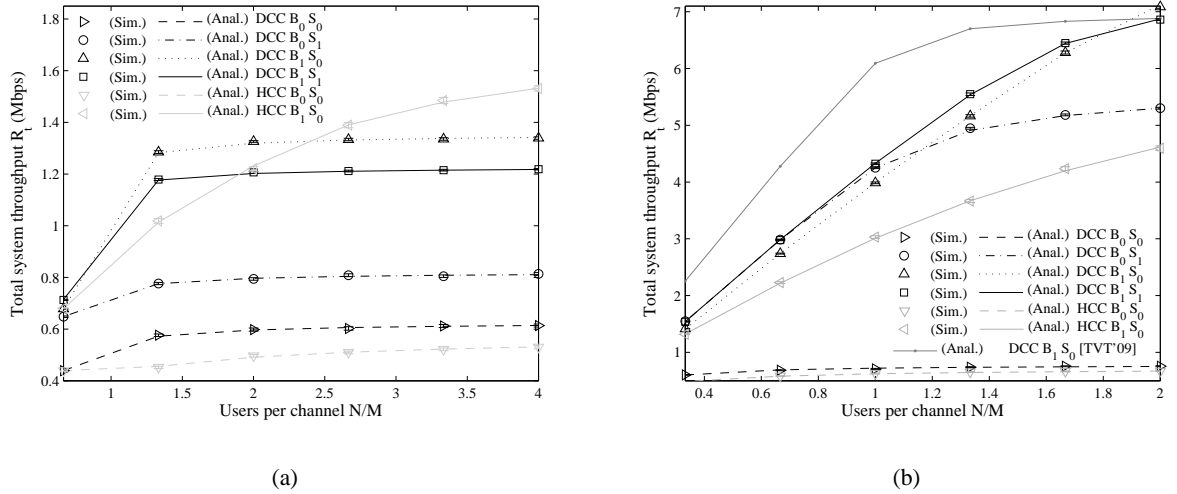 1.8
1.6
1.4
1.2
1
0.8
0.6
0.4
Total system throughput R_t (Mbps)
(Sim.) (Anal.) DCC B_0 S_0
(Sim.) (Anal.) DCC B_0 S_1
(Sim.) (Anal.) DCC B_1 S_0
(Sim.) (Anal.) DCC B_1 S_1
(Sim.) (Anal.) HCC B_0 S_0
(Sim.) (Anal.) HCC B_1 S_0
1 1.5 2 2.5 3 3.5 4
Users per channel N/M
(a)
7
6
5
4
3
2
1
Total system throughput R_t (Mbps)
(Sim.) (Anal.) DCC B_0 S_0
(Sim.) (Anal.) DCC B_0 S_1
(Sim.) (Anal.) DCC B_1 S_0
(Sim.) (Anal.) DCC B_1 S_1
(Sim.) (Anal.) HCC B_0 S_0
(Sim.) (Anal.) HCC B_1 S_0
(Anal.) DCC B_1 S_0 [TVT'09]
0.4 0.6 0.8 1 1.2 1.4 1.6 1.8 2
Users per channel N/M
(b)